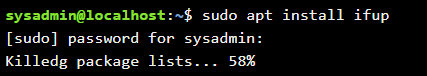 sysadmin@localhost:~$ sudo apt install ifup
[sudo] password for sysadmin:
Killedg package lists... 58%